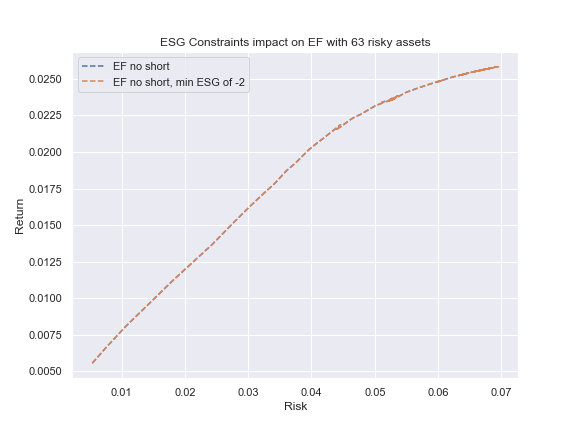 ESG Constraints impact on EF with 63 risky assets
EF no short
EF no short, min ESG of -2
0.0250
0.0225
0.0200
0.0175
0.0150
0.0125
0.0100
0.0075
0.0050
Return
0.01 0.02 0.03 0.04 0.05 0.06 0.07
Risk